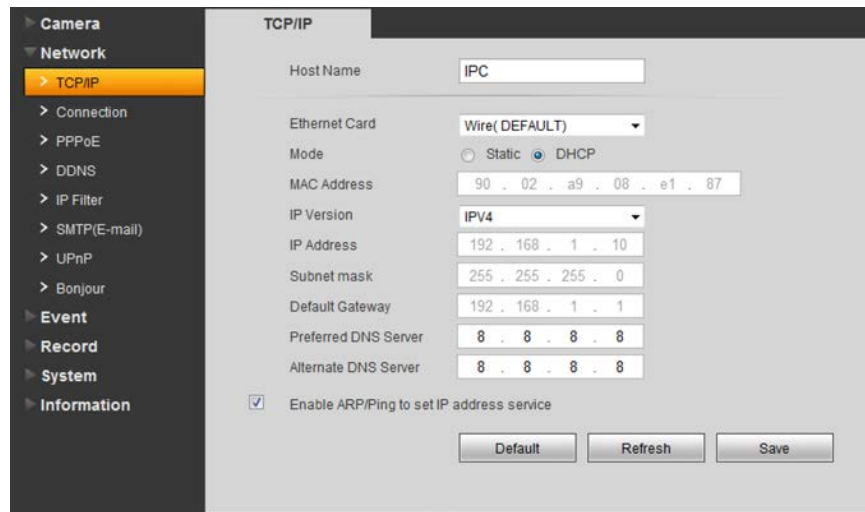 Camera
Network
> TCP/IP
> Connection
> PPPoE
> DDNS
> IP Filter
> SMTP(E-mail)
> UPnP
> Bonjour
Event
Record
System
Information
TCP/IP
Host Name IPC
Ethernet Card Wire( DEFAULT)
Mode Static DHCP
MAC Address 90 . 02 . a9 . 08 . e1 . 87
IP Version IPV4
IP Address 192 . 168 . 1 . 10
Subnet mask 255 . 255 . 255 . 0
Default Gateway 192 . 168 . 1 . 1
Preferred DNS Server 8 . 8 . 8 . 8
Alternate DNS Server 8 . 8 . 8 . 8
Enable ARP/Ping to set IP address service
Default Refresh Save